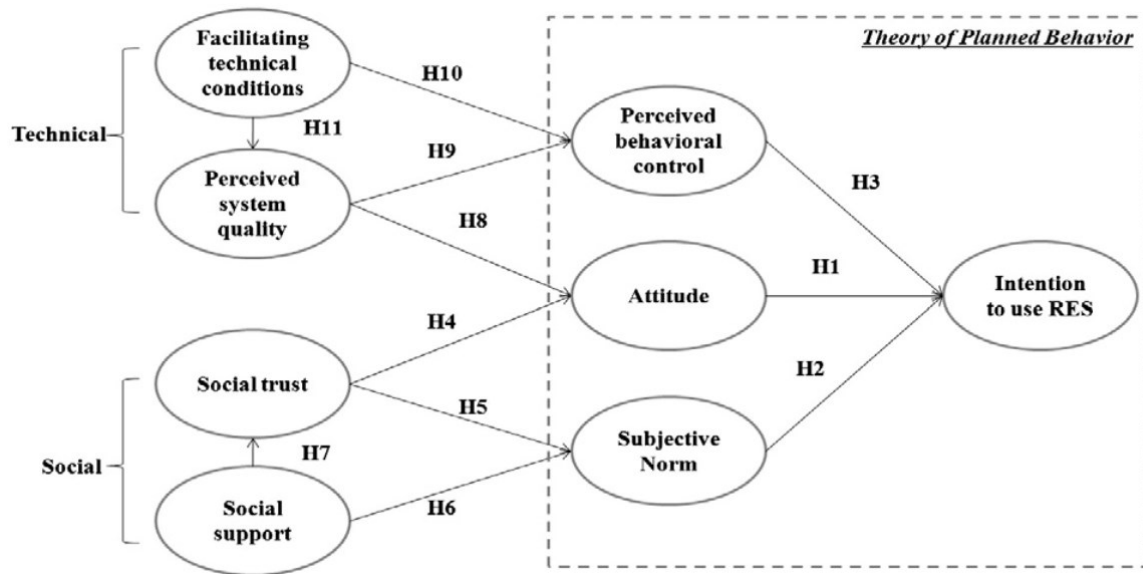 Theory of Planned Behavior
Facilitating
technical
conditions
H10
Technical
H11
H9
Perceived
behavioral
control
Perceived
system
quality
H3
H8
H1
Attitude
Intention
to use RES
H4
H2
Social trust
H5
Subjective
Norm
H7
Social
H6
Social
support